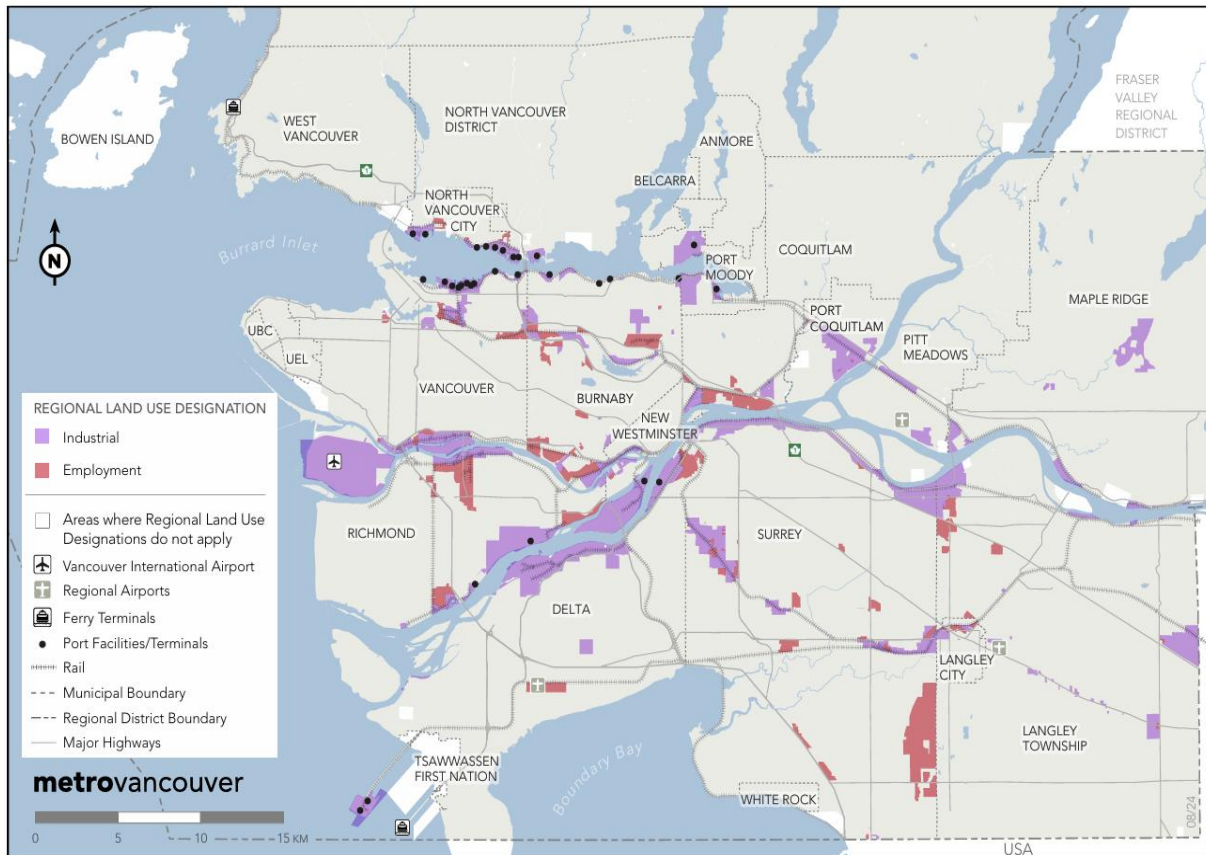 BOWEN ISLAND
WEST
VANCOUVER
NORTH VANCOUVER
DISTRICT
ANMORE
BELCARRA
FRASER
VALLEY
REGIONAL
DISTRICT
N
Burrard Inlet
NORTH
VANCOUVER
CITY
PORT
MOODY
COQUITLAM
MAPLE RIDGE
UBC
UEL
PORT
COQUITLAM
PITT
MEADOWS
VANCOUVER
BURNABY
NEW
WESTMINSTER
REGIONAL LAND USE DESIGNATION
Industrial
Employment
Areas where Regional Land Use
Designations do not apply
Vancouver International Airport
Regional Airports
Ferry Terminals
Port Facilities/Terminals
Rail
Municipal Boundary
Regional District Boundary
Major Highways
RICHMOND
SURREY
DELTA
LANGLEY
CITY
LANGLEY
TOWNSHIP
TSAWWASSEN
FIRST NATION
Boundary Bay
WHITE ROCK
metrovancouver
0 5 10 15 KM
08/24
USA